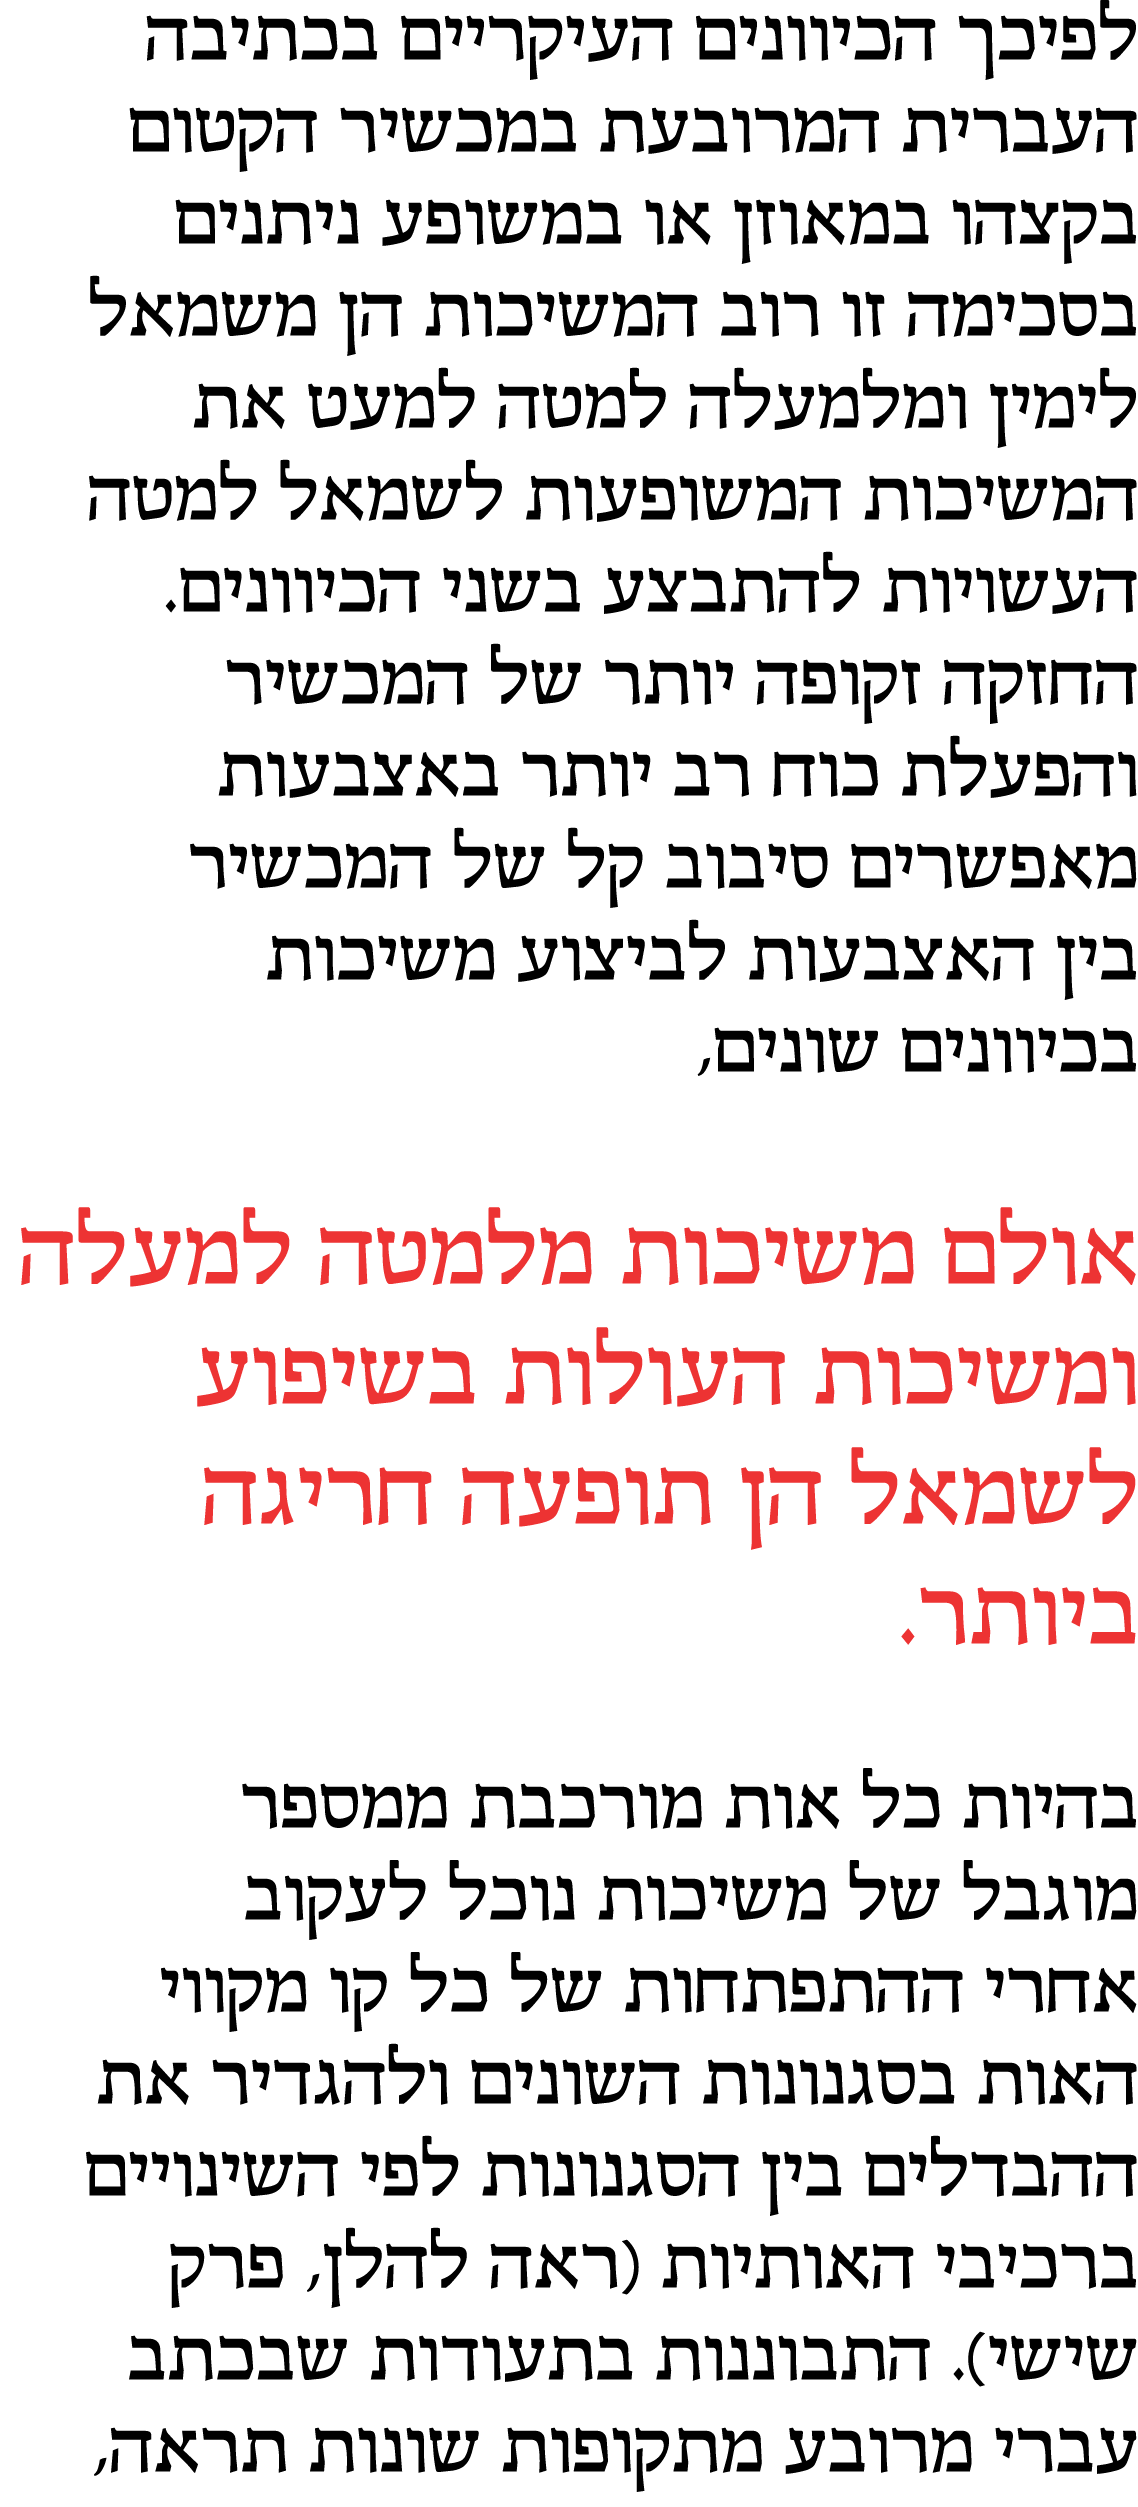 לפיכך הכיוונים העיקריים בכתיבה
העברית המרובעת במכשיר הקטום
בקצהו במאוזן או במשופע ניתנים
בסכימה זו רוב המשיכות הן משמאל
לימין ומלמעלה למטה למעט את
המשיכות המשופעות לשמאל למטה
העשויות להתבצע בשני הכיוונים.
החזקה זקופה יותר של המכשיר
והפעלת כוח רב יותר באצבעות
מאפשרים סיבוב קל של המכשיר
בין האצבעות לביצוע משיכות
בכיוונים שונים,
אולם משיכות מלמטה למעלה
ומשיכות העולות בשיפוע
לשמאל הן תופעה חריגה
ביותר.
בהיות כל אות מורכבת ממספר
מוגבל של משיכות נוכל לעקוב
אחרי ההתפתחות של כל קו מקווי
האות בסגנונות השונים ולהגדיר את
ההבדלים בין הסגנונות לפי השינויים
ברכיבי האותיות (ראה להלן, פרק
שישי). התבוננות בתעודות שבכתב
עברי מרובע מתקופות שונות תראה,